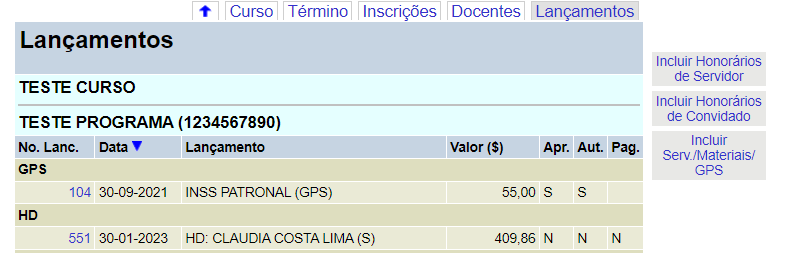 Curso Término Inscrições Docentes Lançamentos
Lançamentos
TESTE CURSO
TESTE PROGRAMA (1234567890)
No. Lanc. Data Lançamento Valor ($) Apr. Aut. Pag.
GPS
104 30-09-2021 INSS PATRONAL (GPS) 55,00 S S
HD
551 30-01-2023 HD: CLAUDIA COSTA LIMA (S) 409,86 N N N
Incluir Honorários
de Servidor
Incluir Honorários
de Convidado
Incluir
Serv./Materiais/
GPS